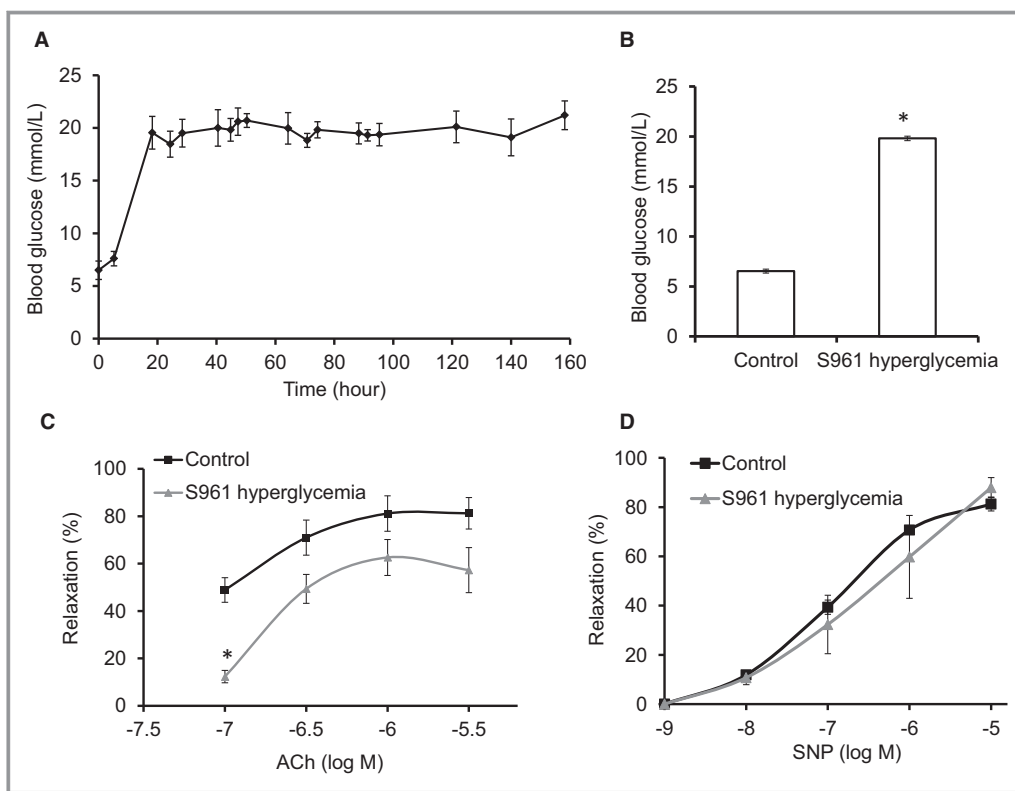 A
Blood glucose (mmol/L)
25
20
15
10
5
0
0 20 40 60 80 100 120 140 160
Time (hour)
B
Blood glucose (mmol/L)
25
20
15
10
5
0
*
Control S961 hyperglycemia
C
Control
S961 hyperglycemia
Relaxation (%)
100
80
60
40
20
0
*
-7.5 -7 -6.5 -6 -5.5
ACh (log M)
D
Control
S961 hyperglycemia
Relaxation (%)
100
80
60
40
20
0
-9 -8 -7 -6 -5
SNP (log M)